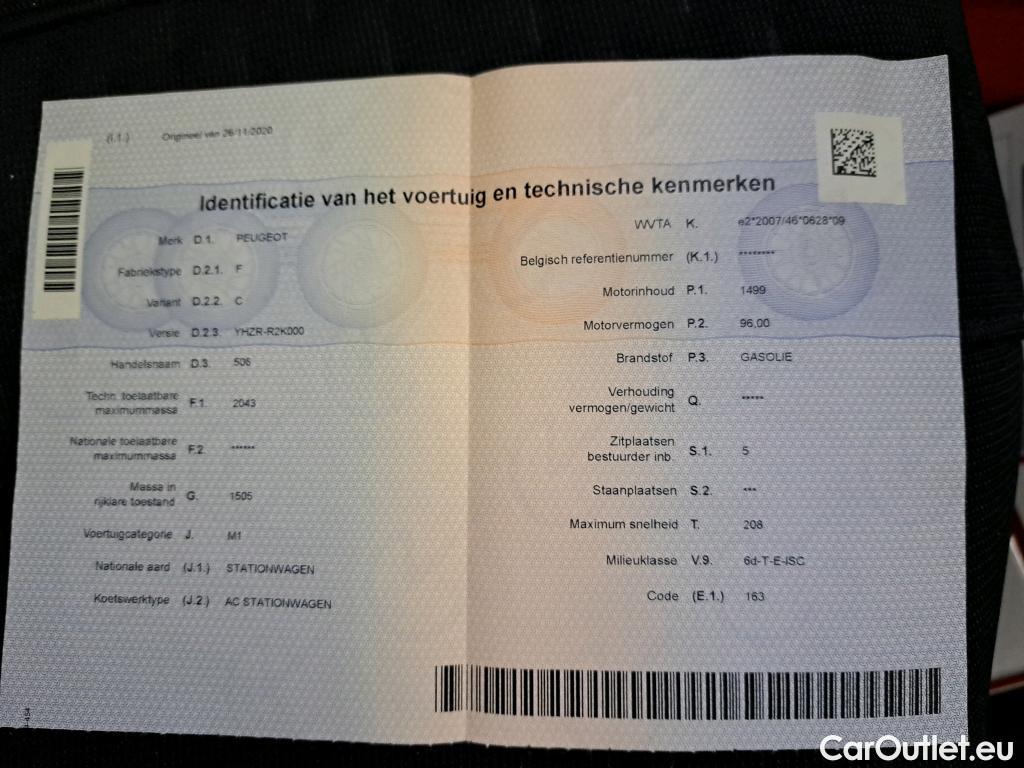 (I.1.) Origineel van 26/11/2020
Identificatie van het voertuig en technische kenmerken
Merk D.1. PEUGEOT
Fabriekstype D.2.1. F
Variant D.2.2. C
Versie D.2.3. YHZR-R2K000
Handelsnaam D.3. 508
Techn. toelaatbare
maximummassa F.1. 2043
Nationale toelaatbare
maximummassa F.2. ******
Massa in
rijklare toestand G. 1505
Voertuigcategorie J. M1
Nationale aard (J.1.) STATIONWAGEN
Koetswerktype (J.2.) AC STATIONWAGEN
WVTA K. e2*2007/46*0628*09
Belgisch referentienummer (K.1.) ********
Motorinhoud P.1. 1499
Motorvermogen P.2. 96,00
Brandstof P.3. GASOLIE
Verhouding
vermogen/gewicht Q. *****
Zitplaatsen
bestuurder inb. S.1. 5
Staanplaatsen S.2. ***
Maximum snelheid T. 208
Milieuklasse V.9. 6d-T-E-ISC
Code (E.1.) 163
CarOutlet.eu